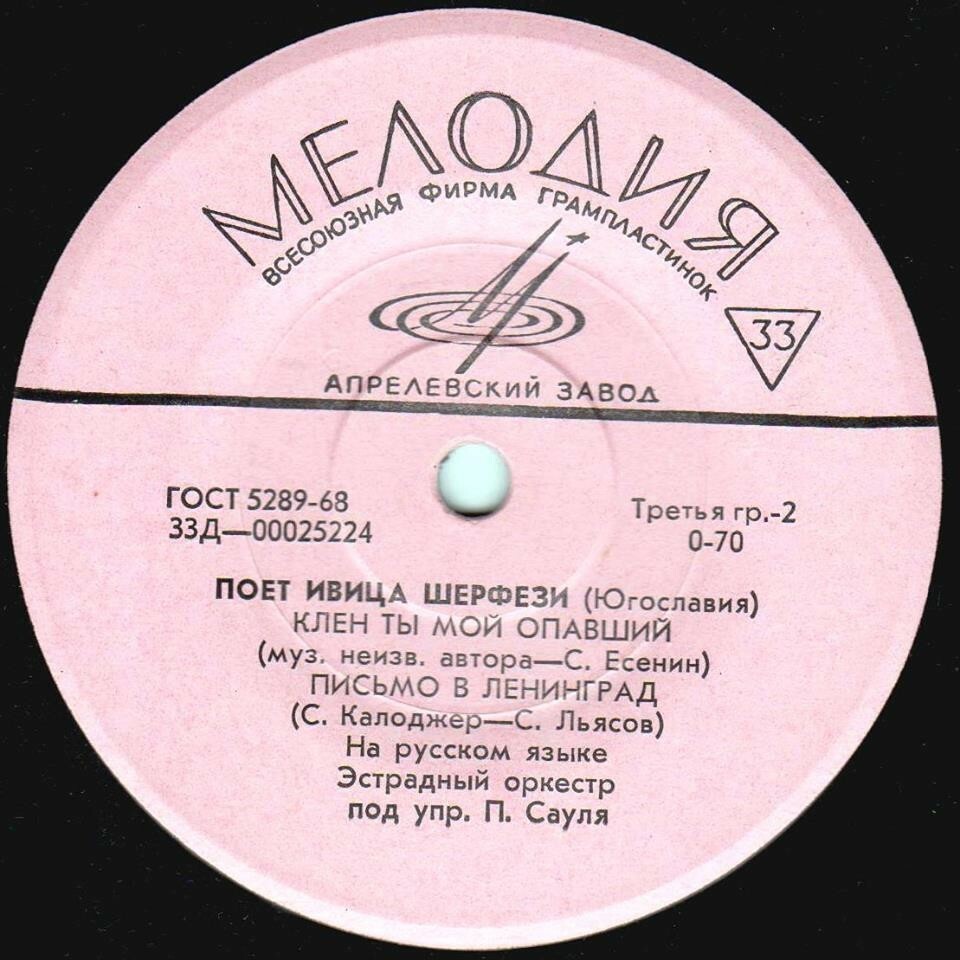 МЕЛОДИЯ
ВСЕСОЮЗНАЯ ФИРМА ГРАМПЛАСТИНОК
33
АПРЕЛЕВСКИЙ ЗАВОД
ГОСТ 5289-68
33Д—00025224
Третья гр.-2
0-70
ПОЕТ ИВИЦА ШЕРФЕЗИ (Югославия)
КЛЕН ТЫ МОЙ ОПАВШИЙ
(муз. неизв. автора—С. Есенин)
ПИСЬМО В ЛЕНИНГРАД
(С. Калоджер—С. Льясов)
На русском языке
Эстрадный оркестр
под упр. П. Сауля